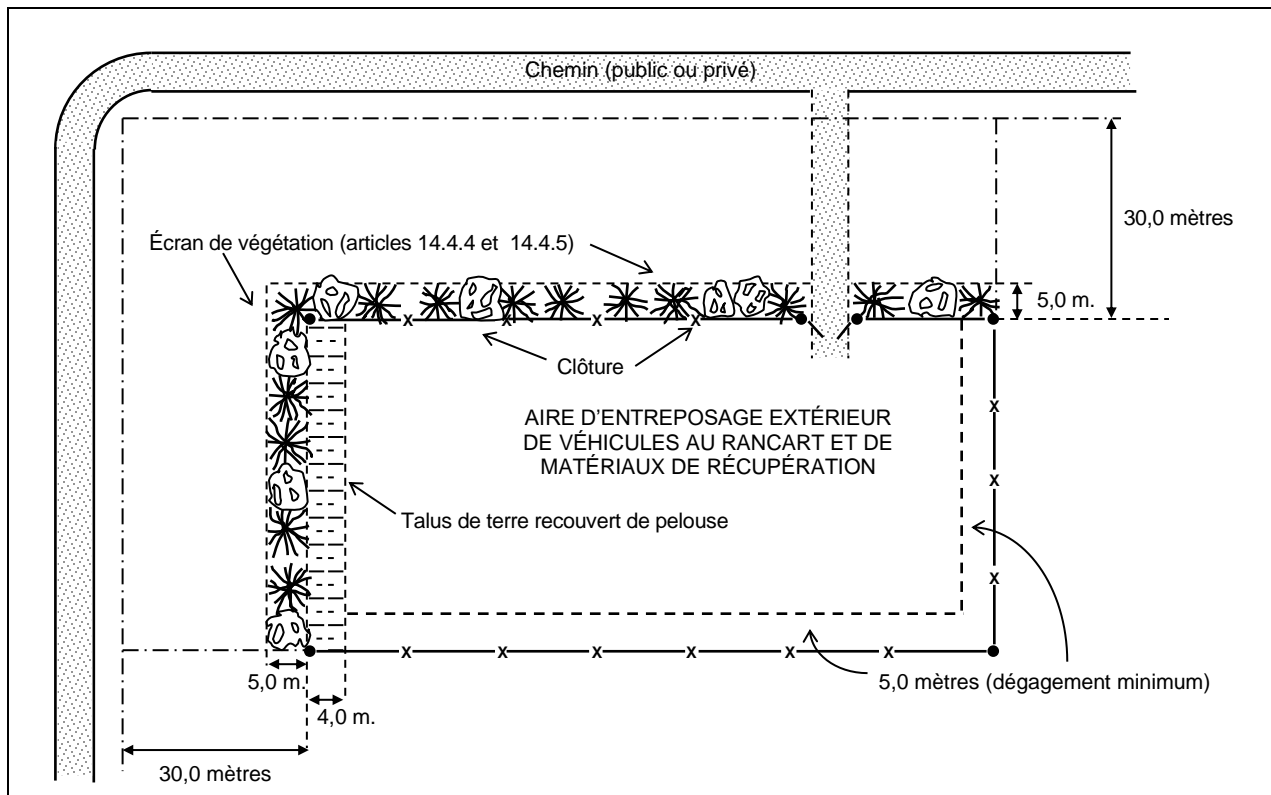 Chemin (public ou privé)
30,0 mètres
Écran de végétation (articles 14.4.4 et 14.4.5)
5,0 m.
Clôture
AIRE D'ENTREPOSAGE EXTÉRIEUR
DE VÉHICULES AU RANCART ET DE
MATÉRIAUX DE RÉCUPÉRATION
Talus de terre recouvert de pelouse
5,0 m.
5,0 mètres (dégagement minimum)
4,0 m.
30,0 mètres